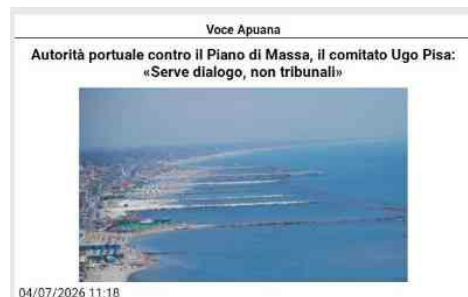 Voce Apuana
Autorità portuale contro il Piano di Massa, il comitato Ugo Pisa:
«Serve dialogo, non tribunali»
04/07/2026 11:18